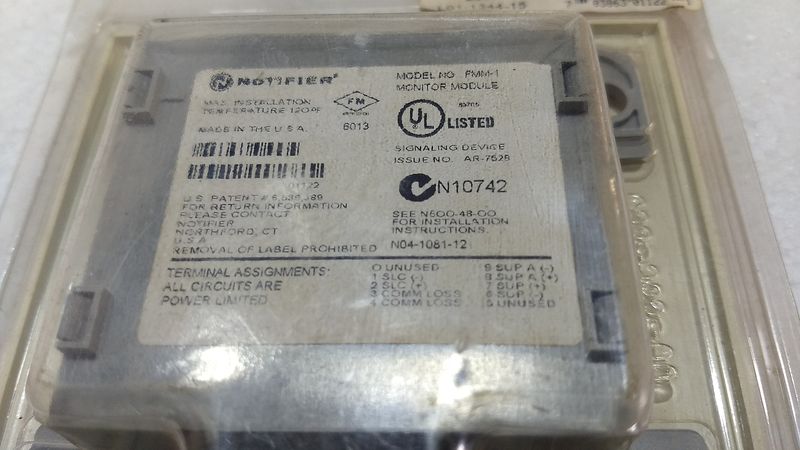 NOTIFIER
MAX. INSTALLATION
TEMPERATURE 120°F
MADE IN THE U.S.A.
FM
6013
01122
U.S. PATENT #
FOR RETURN INFORMATION
PLEASE CONTACT
NOTIFIER
NORTHFORD, CT
U.S.A
REMOVAL OF LABEL PROHIBITED
MODEL NO. FMM-1
MONITOR MODULE
UL LISTED
SIGNALING DEVICE
ISSUE NO. AR-7528
N10742
SEE N500-48-00
FOR INSTALLATION
INSTRUCTIONS.
N04-1081-12
TERMINAL ASSIGNMENTS:
ALL CIRCUITS ARE
POWER LIMITED
0 UNUSED
1 SLC (-)
2 SLC (+)
3 COMM LOSS
4 COMM LOSS
9 SUP A (-)
8 SUP A (+)
7 SUP (+)
6 SUP (-)
5 UNUSED